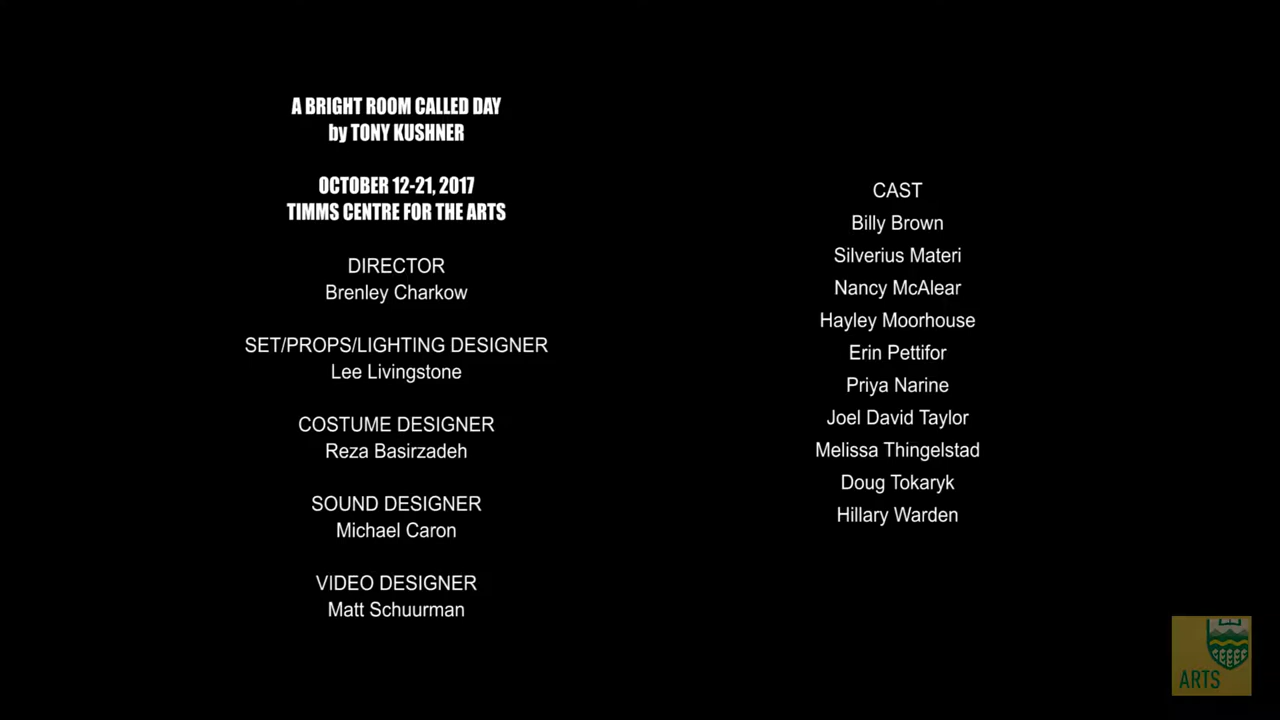 A BRIGHT ROOM CALLED DAY
by TONY KUSHNER
OCTOBER 12-21, 2017
TIMMS CENTRE FOR THE ARTS
DIRECTOR
Brenley Charkow
SET/PROPS/LIGHTING DESIGNER
Lee Livingstone
COSTUME DESIGNER
Reza Basirzadeh
SOUND DESIGNER
Michael Caron
VIDEO DESIGNER
Matt Schuurman
CAST
Billy Brown
Silverius Materi
Nancy McAlear
Hayley Moorhouse
Erin Pettifor
Priya Narine
Joel David Taylor
Melissa Thingelstad
Doug Tokaryk
Hillary Warden
ARTS